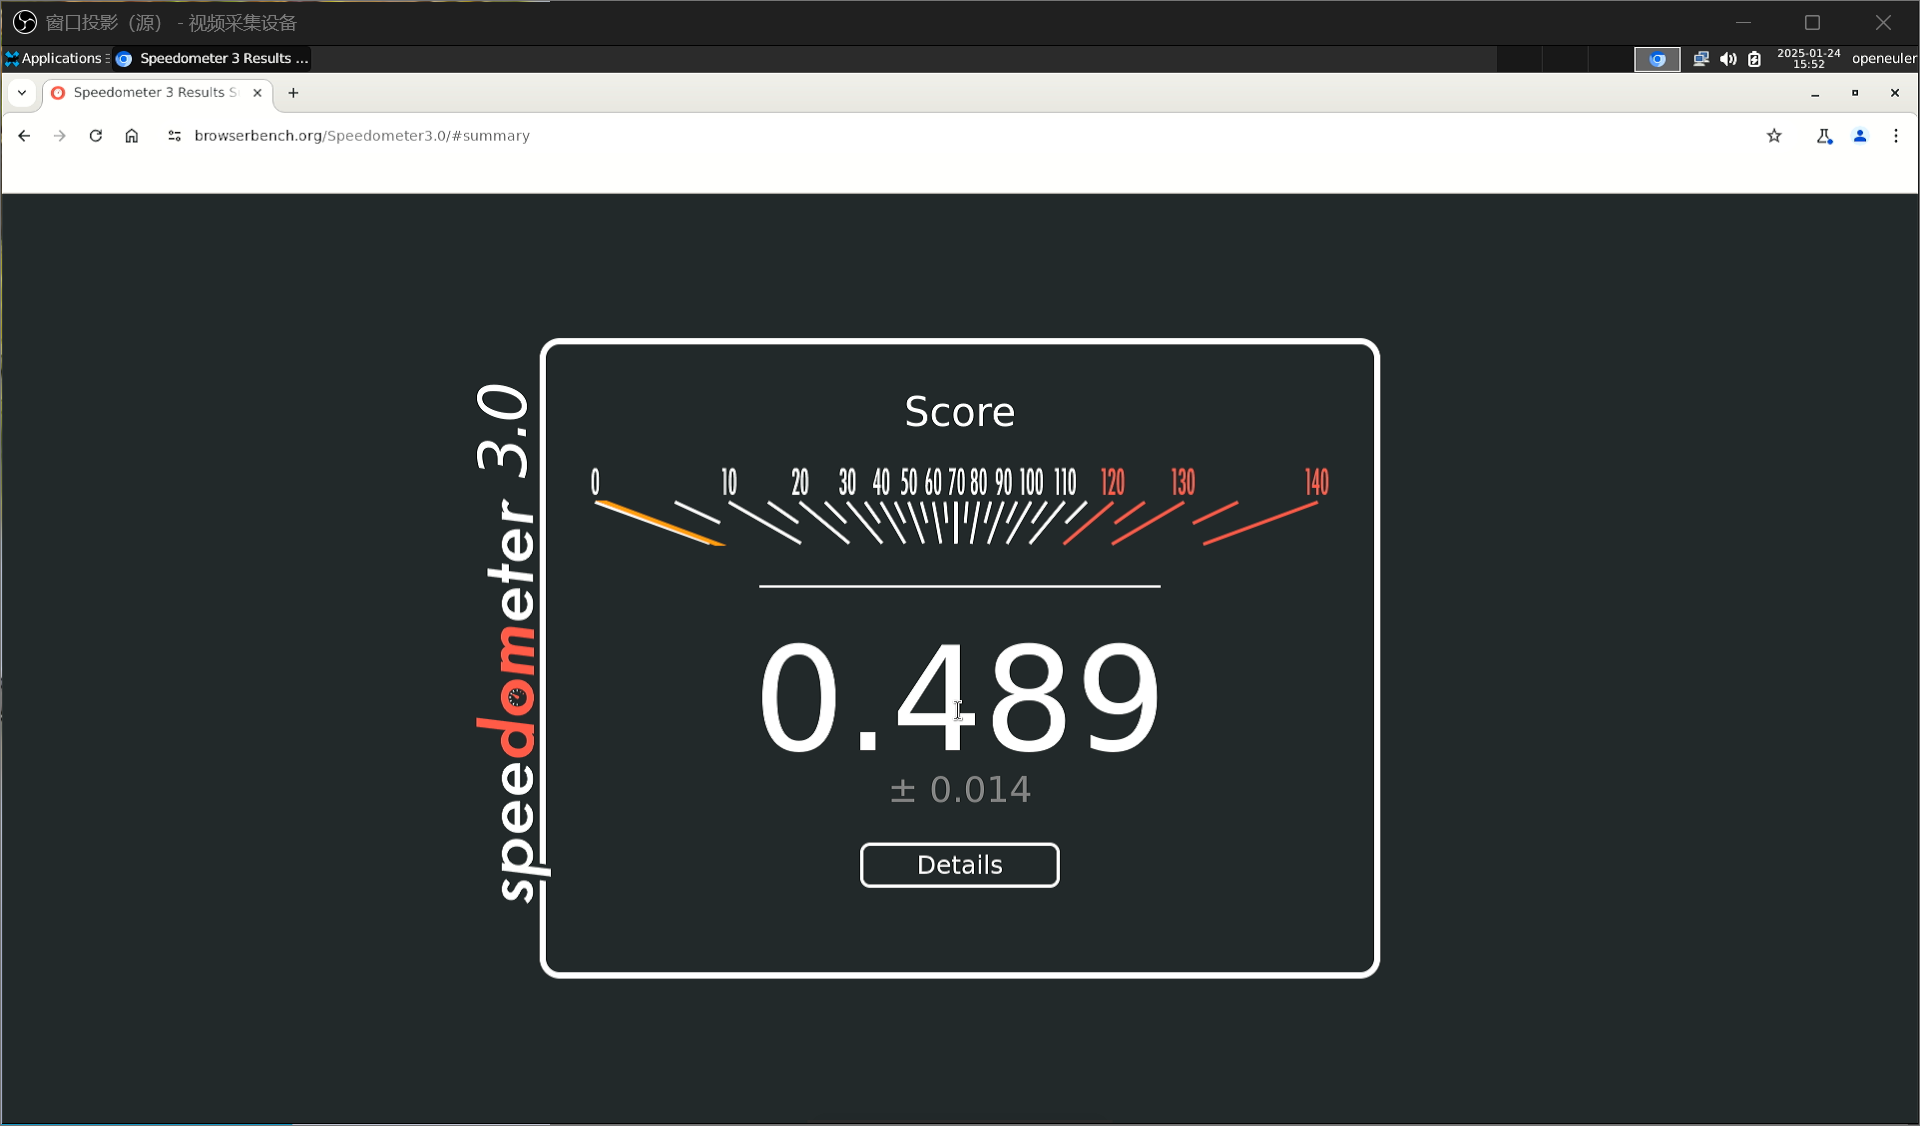 窗口投影（源） - 视频采集设备
Applications
Speedometer 3 Results ...
2025-01-24
15:52
openeuler
Speedometer 3 Results S
browserbench.org/Speedometer3.0/#summary
speedometer 3.0
Score
0 10 20 30 40 50 60 70 80 90 100 110 120 130 140
0.489
± 0.014
Details